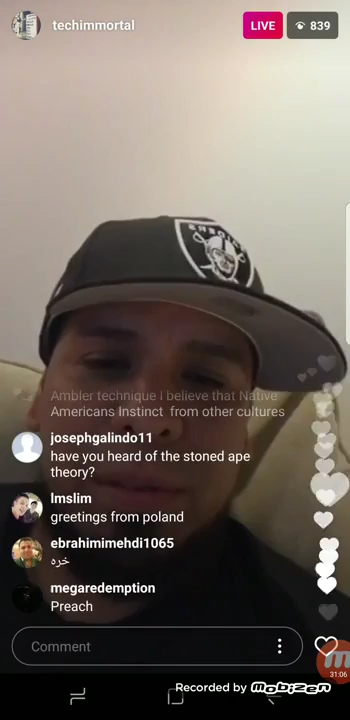 techimmortal
LIVE
839
Ambler technique I believe that Native
Americans Instinct from other cultures
josephgalindo11
have you heard of the stoned ape
theory?
lmslim
greetings from poland
ebrahimimehdi1065
خره
megaredemption
Preach
Comment
31:06
Recorded by Mobizen